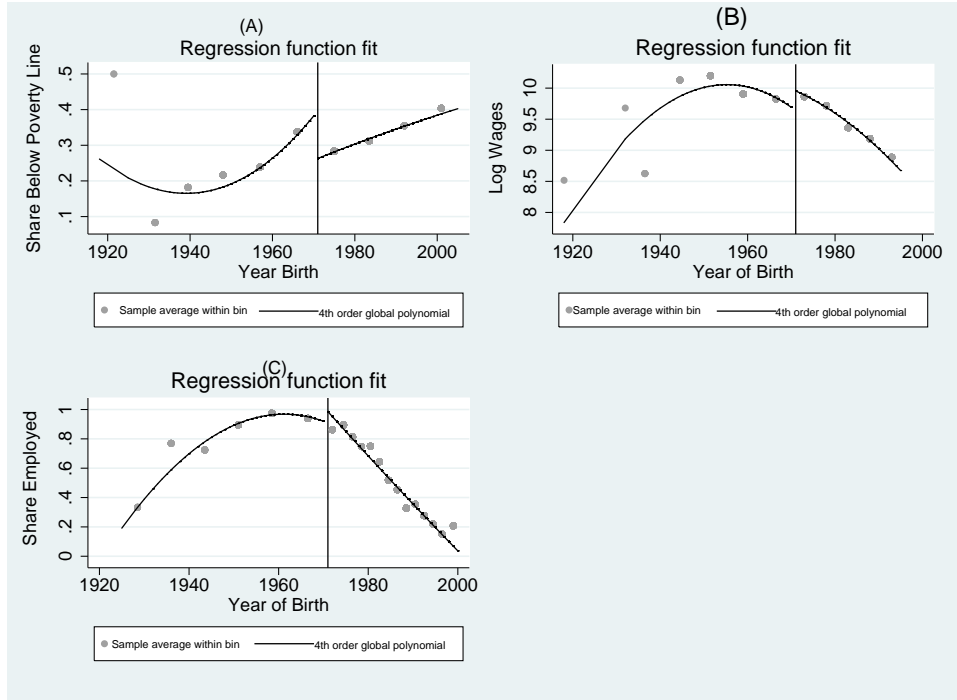 (A)
Regression function fit
Share Below Poverty Line
.5
.4
.3
.2
.1
1920 1940 1960 1980 2000
Year Birth
Sample average within bin 4th order global polynomial
(B)
Regression function fit
Log Wages
10
9.5
9
8.5
8
1920 1940 1960 1980 2000
Year of Birth
Sample average within bin 4th order global polynomial
(C)
Regression function fit
Share Employed
1
.8
.6
.4
.2
0
1920 1940 1960 1980 2000
Year of Birth
Sample average within bin 4th order global polynomial